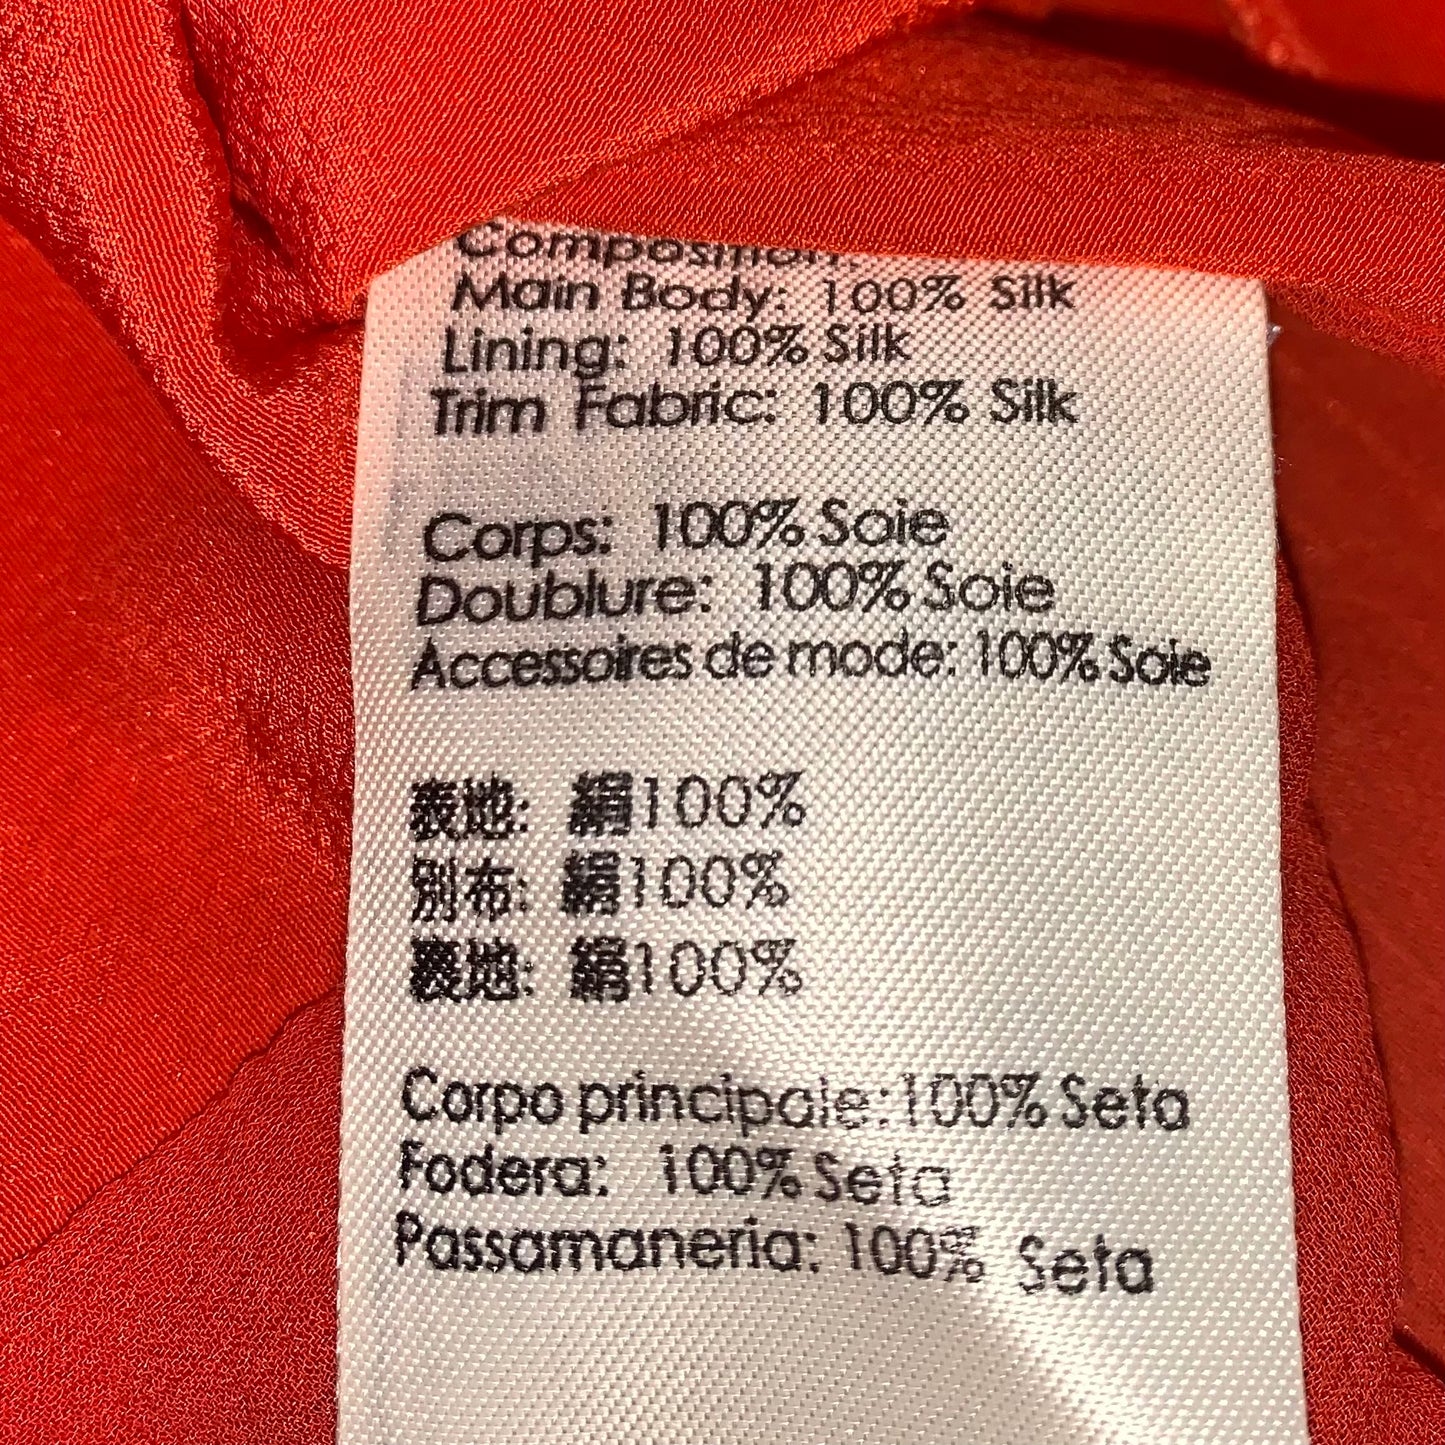 Composition:
Main Body: 100% Silk
Lining: 100% Silk
Trim Fabric: 100% Silk
Corps: 100% Soie
Doublure: 100% Soie
Accessoires de mode: 100% Soie
表地: 絹100%
別布: 絹100%
裏地: 絹100%
Corpo principale: 100% Seta
Fodera: 100% Seta
Passamaneria: 100% Seta